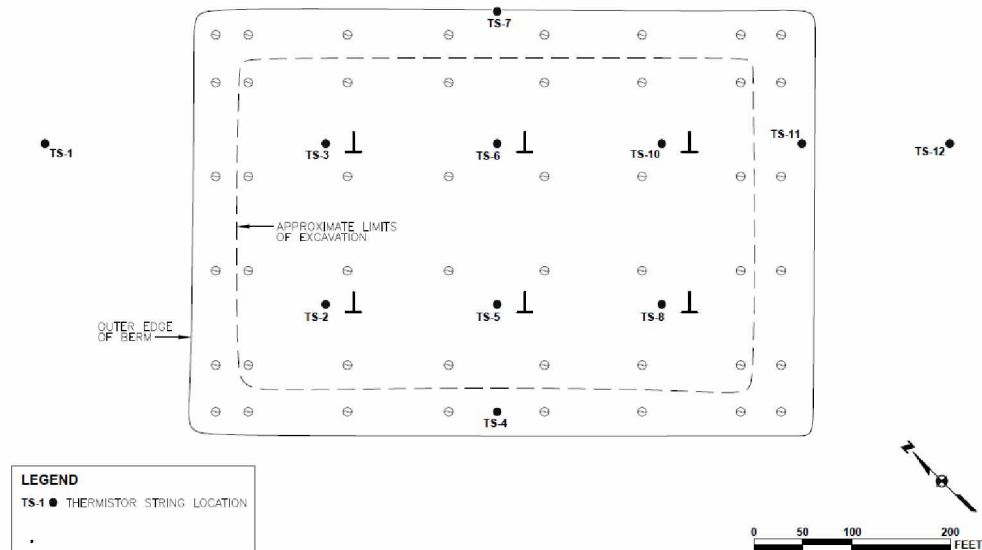 TS-7
TS-1
TS-3
TS-6
TS-10
TS-11
TS-12
APPROXIMATE LIMITS
OF EXCAVATION
TS-2
TS-5
TS-8
OUTER EDGE
OF BERM
TS-4
LEGEND
TS-1 THERMISTOR STRING LOCATION
N
0 50 100 200
FEET